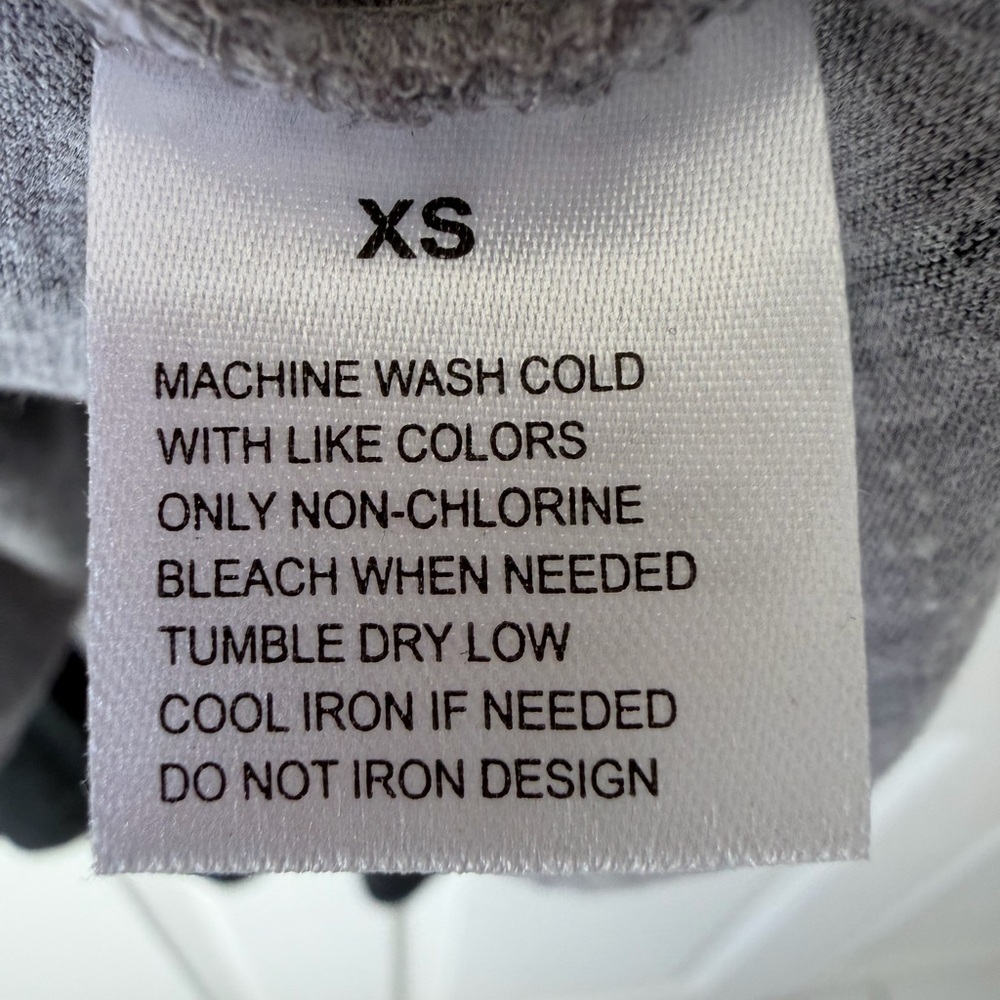 XS
MACHINE WASH COLD
WITH LIKE COLORS
ONLY NON-CHLORINE
BLEACH WHEN NEEDED
TUMBLE DRY LOW
COOL IRON IF NEEDED
DO NOT IRON DESIGN